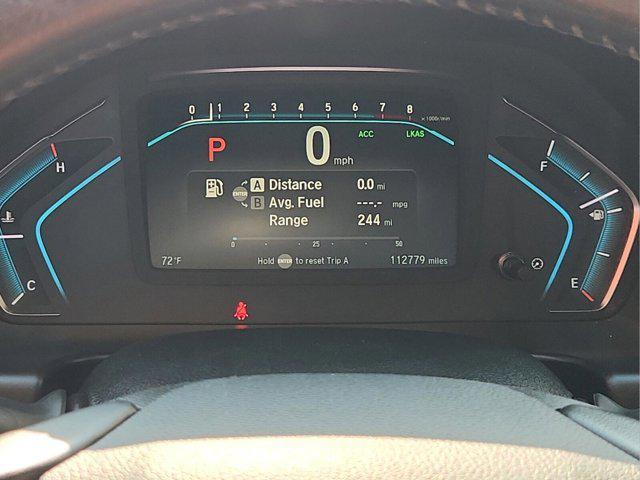 0 1 2 3 4 5 6 7 8 x1000r/min
ACC LKAS
P 0 mph
H F
A Distance 0.0 mi
ENTER
B Avg. Fuel ---.- mpg
Range 244 mi
0 25 50
72°F Hold ENTER to reset Trip A 112779 miles
C E